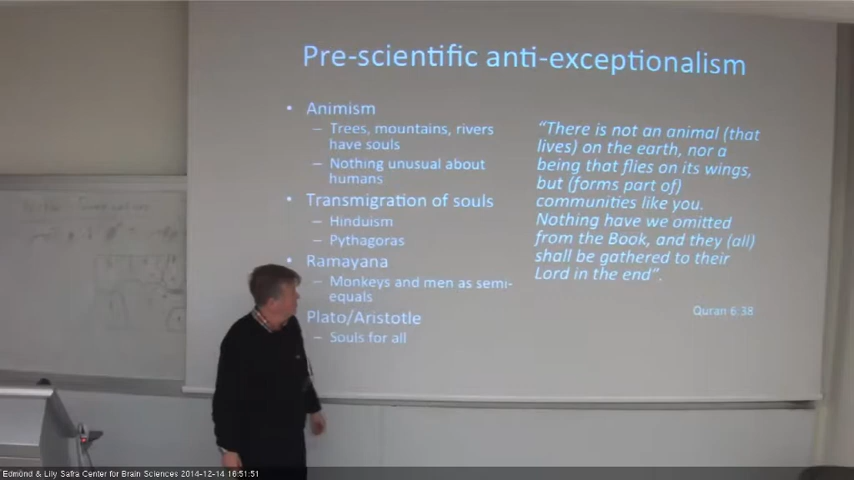 Pre-scientific anti-exceptionalism
• Animism
– Trees, mountains, rivers
have souls
– Nothing unusual about
humans
• Transmigration of souls
– Hinduism
– Pythagoras
• Ramayana
– Monkeys and men as semi-
equals
Plato/Aristotle
– Souls for all
"There is not an animal (that
lives) on the earth, nor a
being that flies on its wings,
but (forms part of)
communities like you.
Nothing have we omitted
from the Book, and they (all)
shall be gathered to their
Lord in the end".
Quran 6:38
Edmond & Lily Safra Center for Brain Sciences 2014-12-14 16:51:51